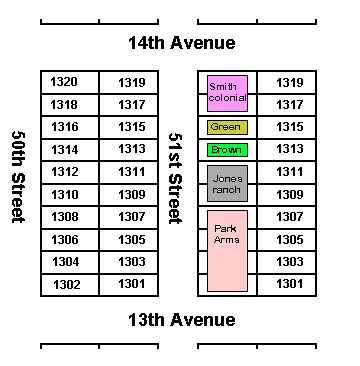 14th Avenue
1320 1319 Smith 1319
1318 1317 colonial 1317
1316 1315 Green 1315
1314 1313 Brown 1313
1312 1311 Jones 1311
1310 1309 ranch 1309
1308 1307 Park 1307
1306 1305 Arms 1305
1304 1303 1303
1302 1301 1301
50th Street
51st Street
13th Avenue